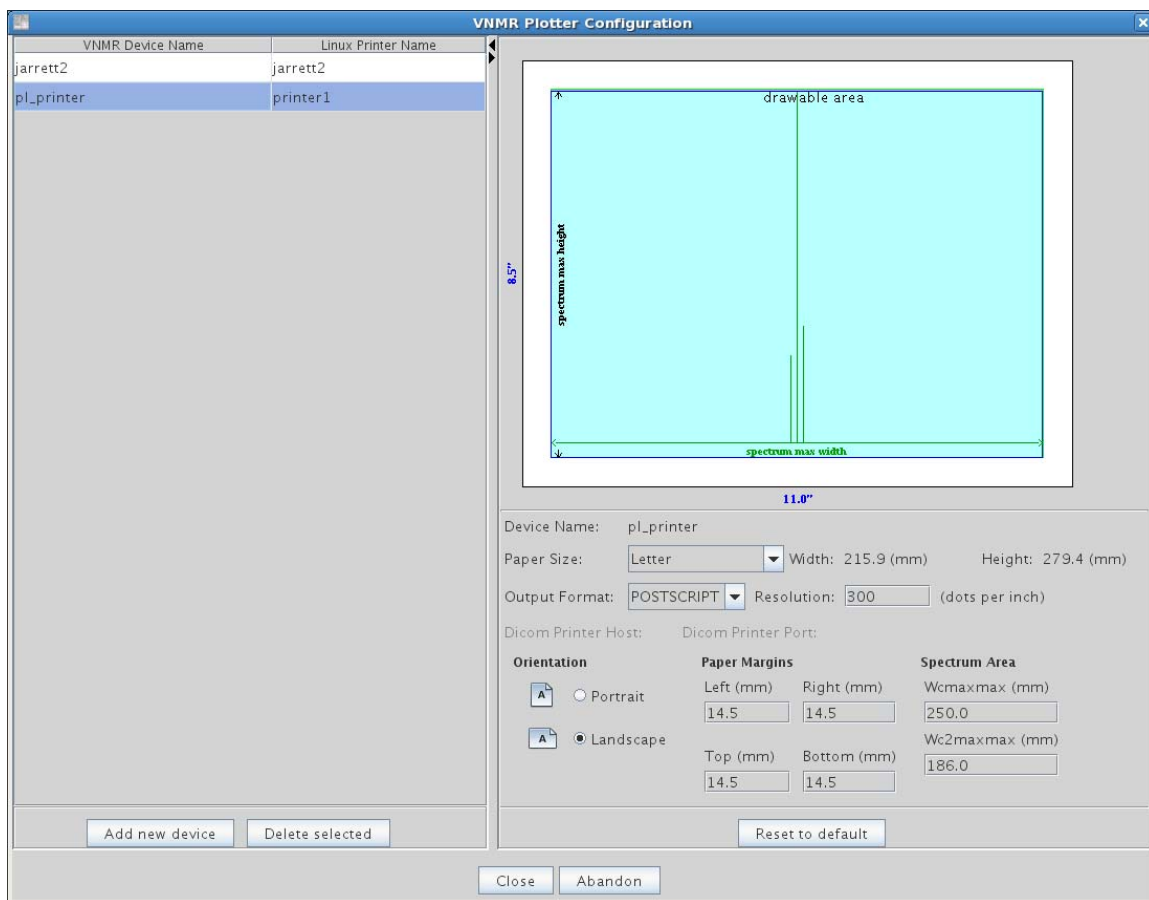 VNMR Plotter Configuration
VNMR Device Name Linux Printer Name
jarrett2 jarrett2
pl_printer printer1
drawable area
spectrum max height
8.5"
spectrum max width
11.0"
Device Name: pl_printer
Paper Size: Letter Width: 215.9 (mm) Height: 279.4 (mm)
Output Format: POSTSCRIPT Resolution: 300 (dots per inch)
Dicom Printer Host: Dicom Printer Port:
Orientation Paper Margins Spectrum Area
A Portrait Left (mm) Right (mm) Wcmaxmax (mm)
14.5 14.5 250.0
A Landscape Wc2maxmax (mm)
Top (mm) Bottom (mm) 186.0
14.5 14.5
Add new device Delete selected Reset to default
Close Abandon